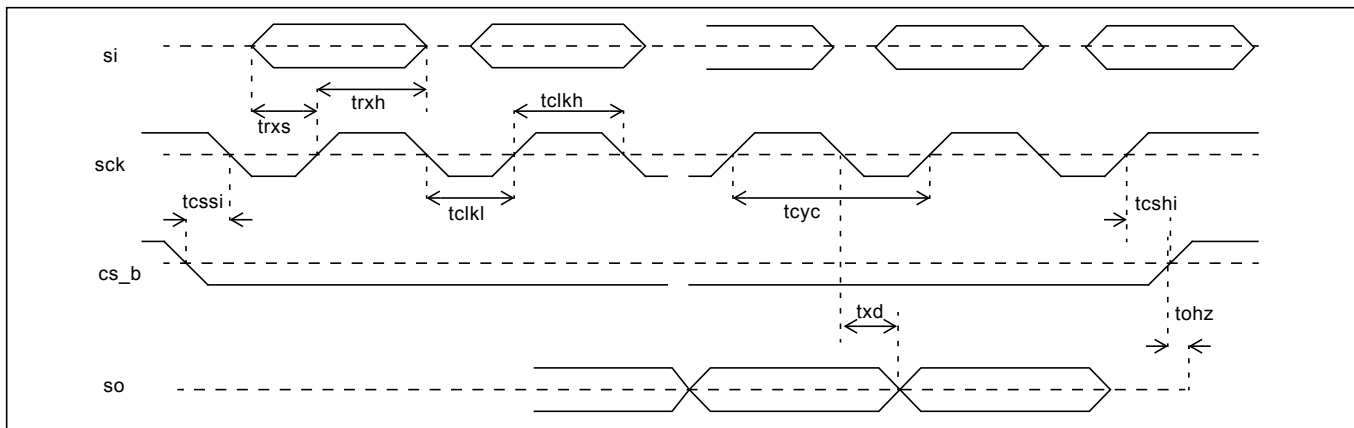 si
trxs
trxh
tclkh
sck
tcssi
tclkl
tcyc
tcshi
cs_b
txd
tohz
so